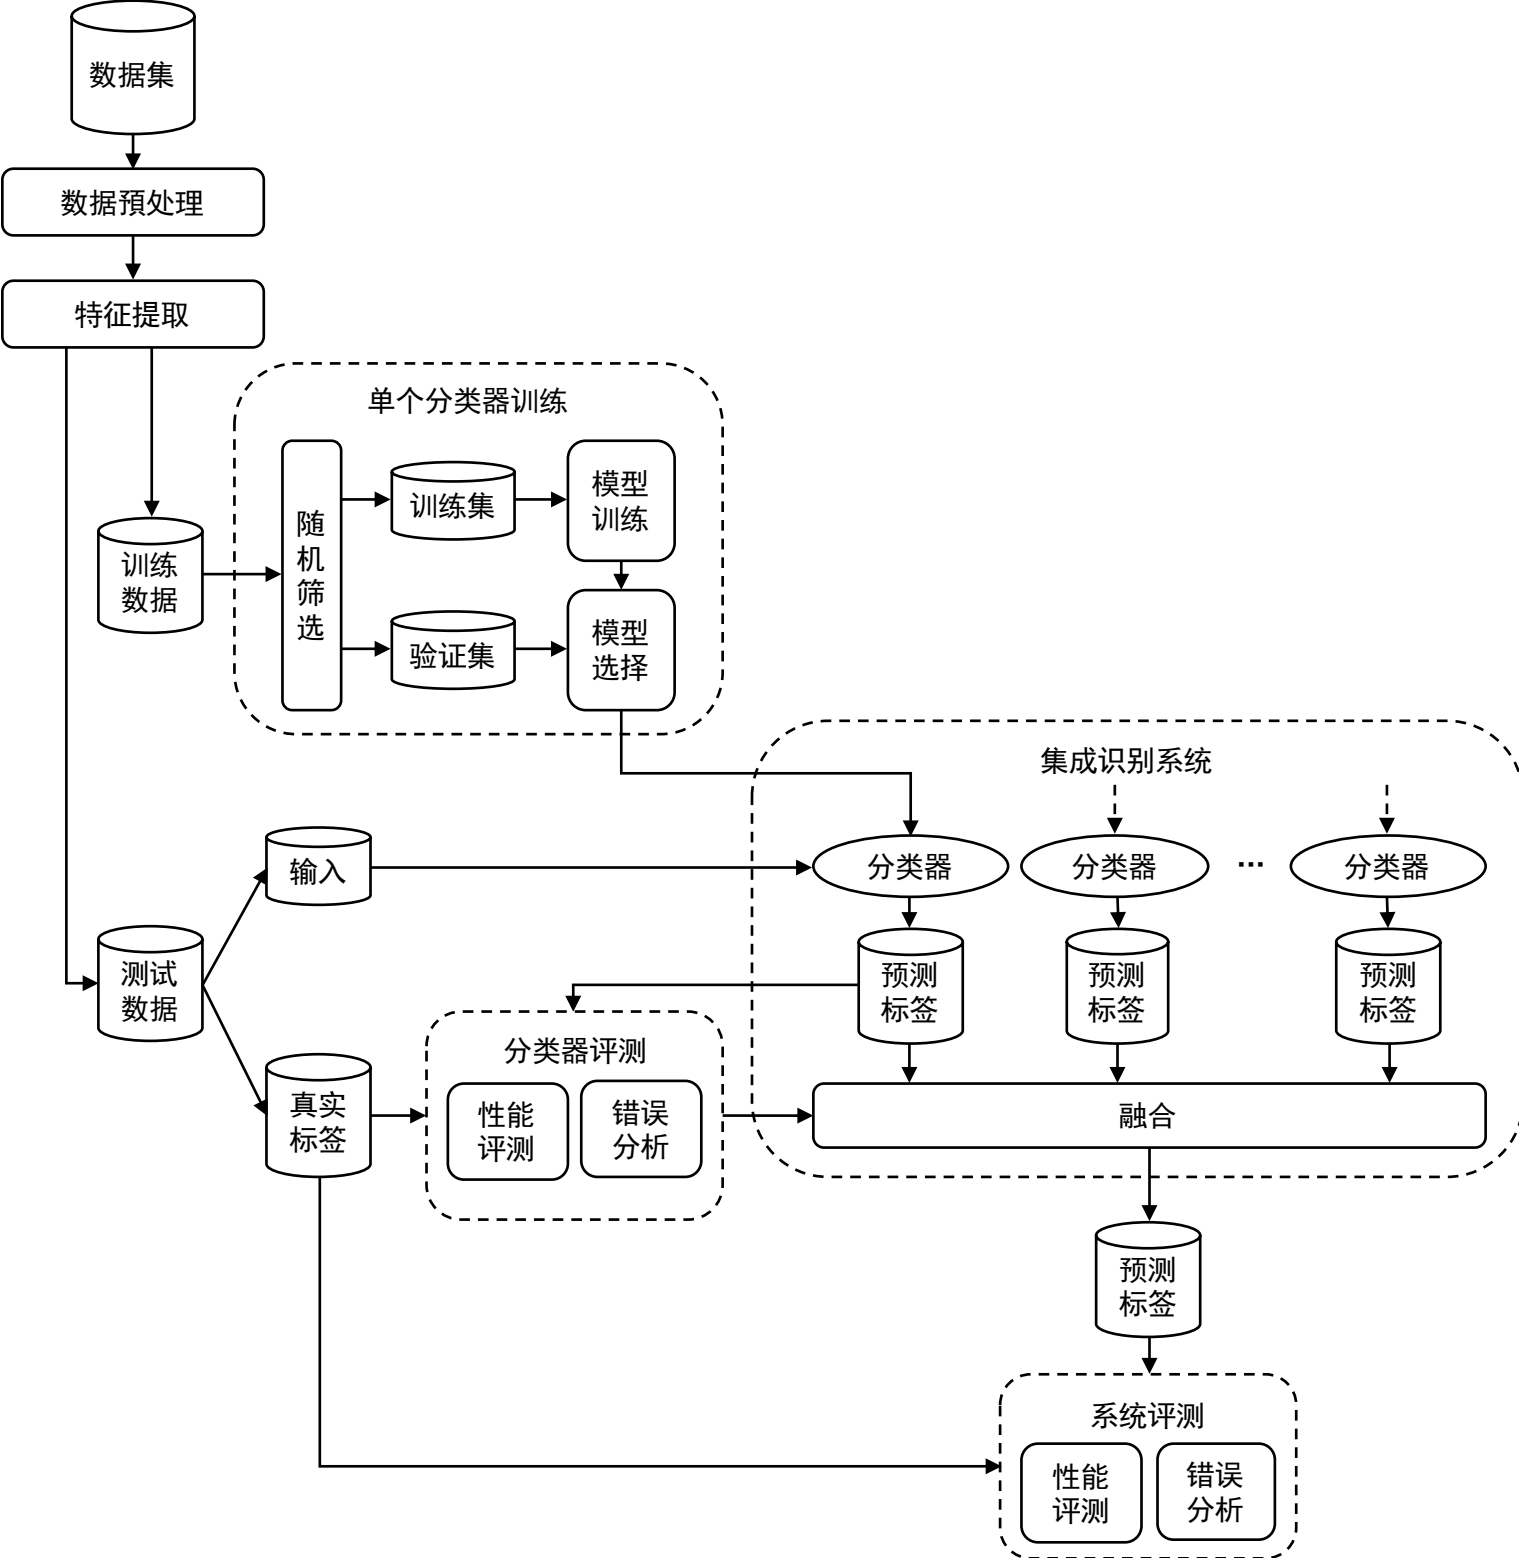 数据集
数据預处理
特征提取
单个分类器训练
随
机
筛
选
训练集
模型
训练
训练
数据
验证集
模型
选择
集成识别系统
输入
分类器
分类器
...
分类器
测试
数据
预测
标签
预测
标签
预测
标签
分类器评测
真实
标签
性能
评测
错误
分析
融合
预测
标签
系统评测
性能
评测
错误
分析